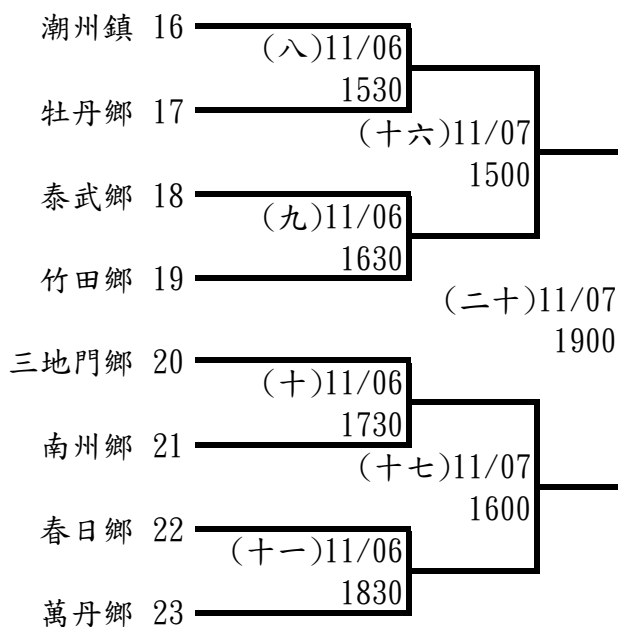 潮州鎮 16
(八)11/06
1530
牡丹鄉 17
(十六)11/07
1500
泰武鄉 18
(九)11/06
1630
竹田鄉 19
(二十)11/07
1900
三地門鄉 20
(十)11/06
1730
南州鄉 21
(十七)11/07
1600
春日鄉 22
(十一)11/06
1830
萬丹鄉 23